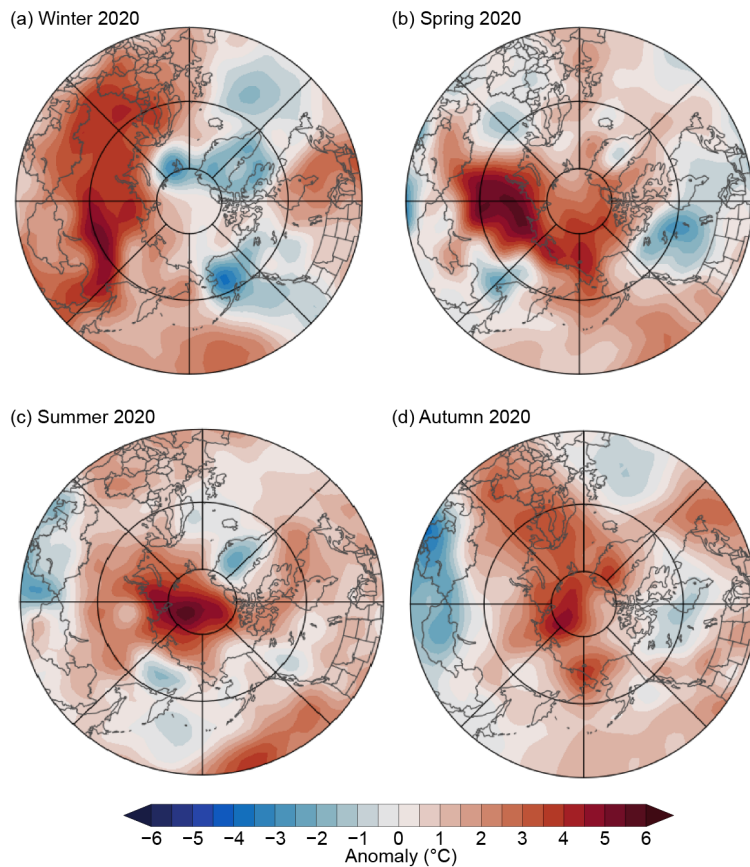 (a) Winter 2020
(b) Spring 2020
(c) Summer 2020
(d) Autumn 2020
−6 −5 −4 −3 −2 −1 0 1 2 3 4 5 6
Anomaly (°C)